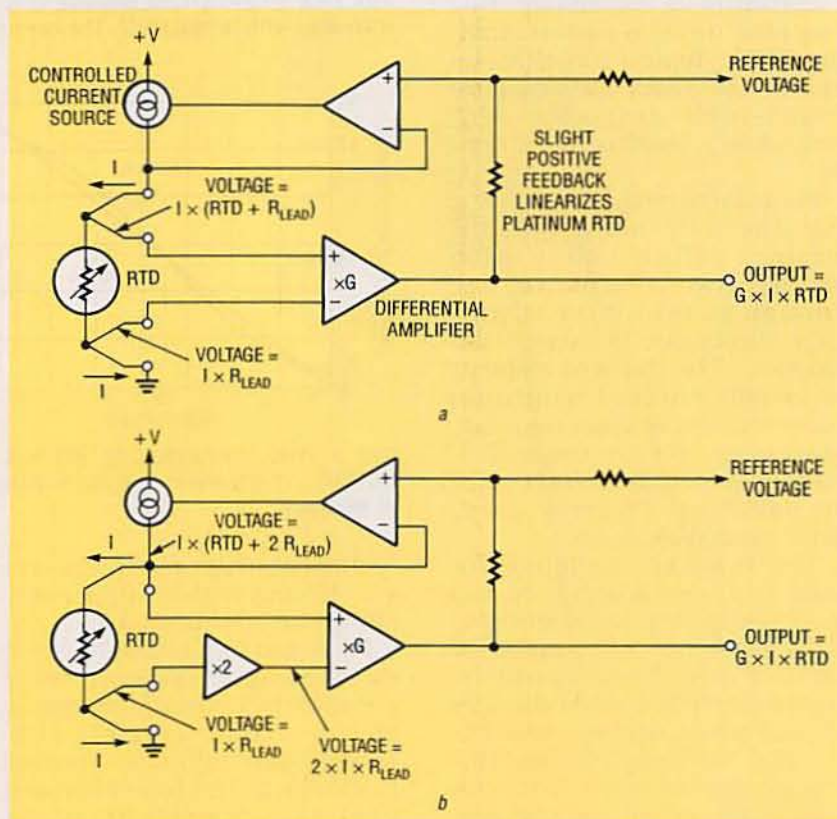 +V
CONTROLLED
CURRENT
SOURCE
+
−
REFERENCE
VOLTAGE
I
VOLTAGE =
I × (RTD + R_LEAD)
SLIGHT
POSITIVE
FEEDBACK
LINEARIZES
PLATINUM RTD
RTD
+
×G
−
DIFFERENTIAL
AMPLIFIER
OUTPUT =
G × I × RTD
VOLTAGE =
I × R_LEAD
I
a
+V
+
−
REFERENCE
VOLTAGE
VOLTAGE =
I × (RTD + 2 R_LEAD)
I
RTD
×2
+
×G
−
OUTPUT =
G × I × RTD
VOLTAGE =
I × R_LEAD
I
VOLTAGE =
2 × I × R_LEAD
b